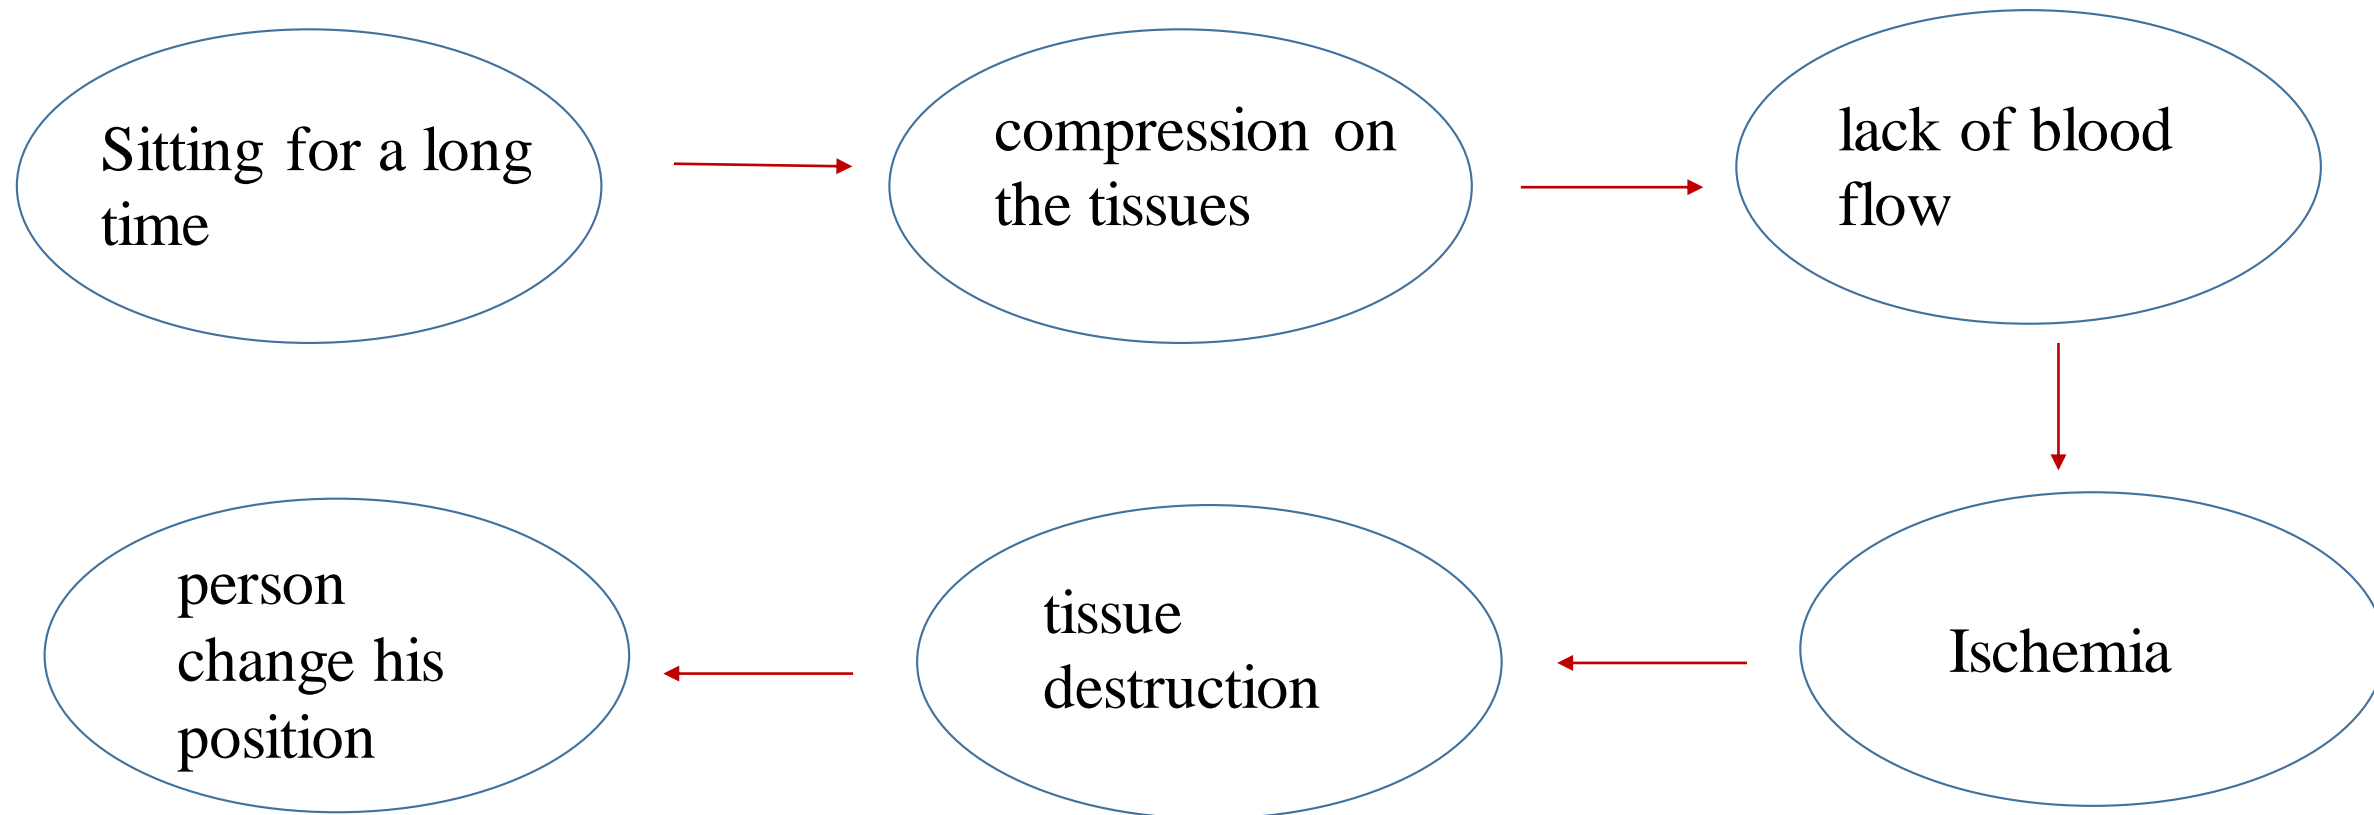 Sitting for a long
time
compression on
the tissues
lack of blood
flow
Ischemia
tissue
destruction
person
change his
position